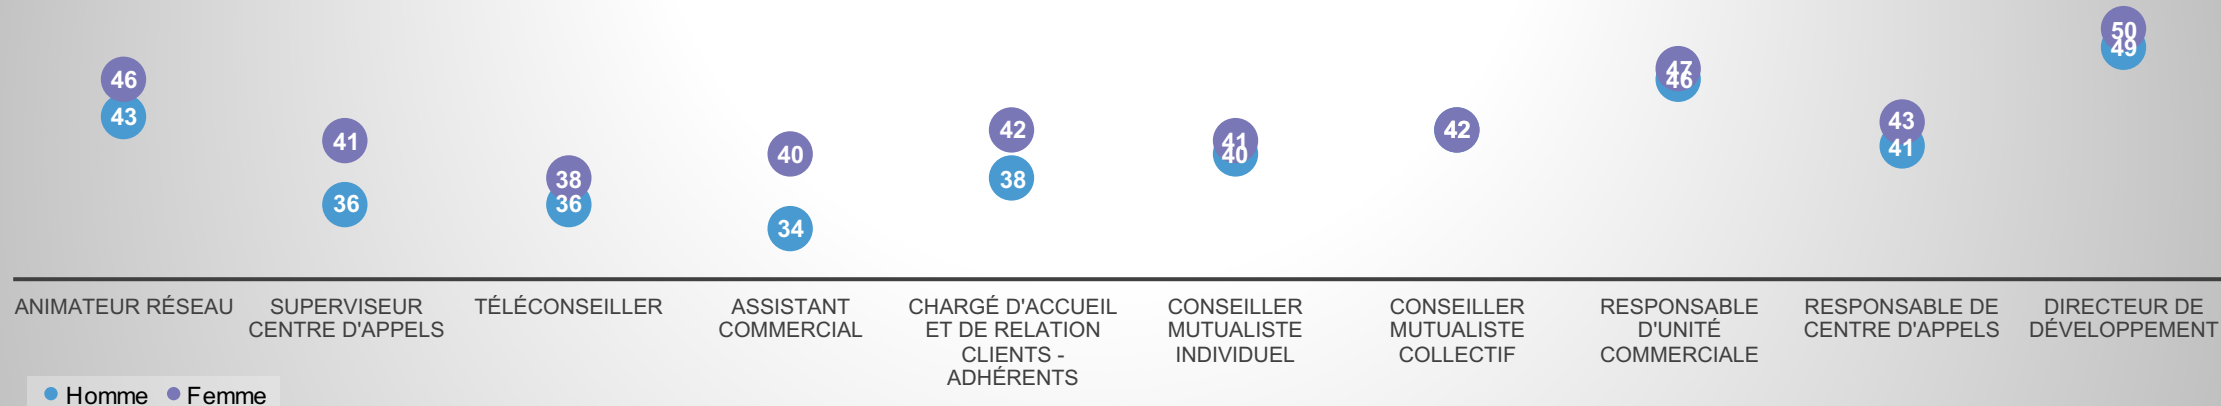 46
43
41
36
38
36
40
34
42
38
41
40
42
47
46
43
41
50
49
ANIMATEUR RÉSEAU
SUPERVISEUR
CENTRE D'APPELS
TÉLÉCONSEILLER
ASSISTANT
COMMERCIAL
CHARGÉ D'ACCUEIL
ET DE RELATION
CLIENTS -
ADHÉRENTS
CONSEILLER
MUTUALISTE
INDIVIDUEL
CONSEILLER
MUTUALISTE
COLLECTIF
RESPONSABLE
D'UNITÉ
COMMERCIALE
RESPONSABLE DE
CENTRE D'APPELS
DIRECTEUR DE
DÉVELOPPEMENT
Homme Femme